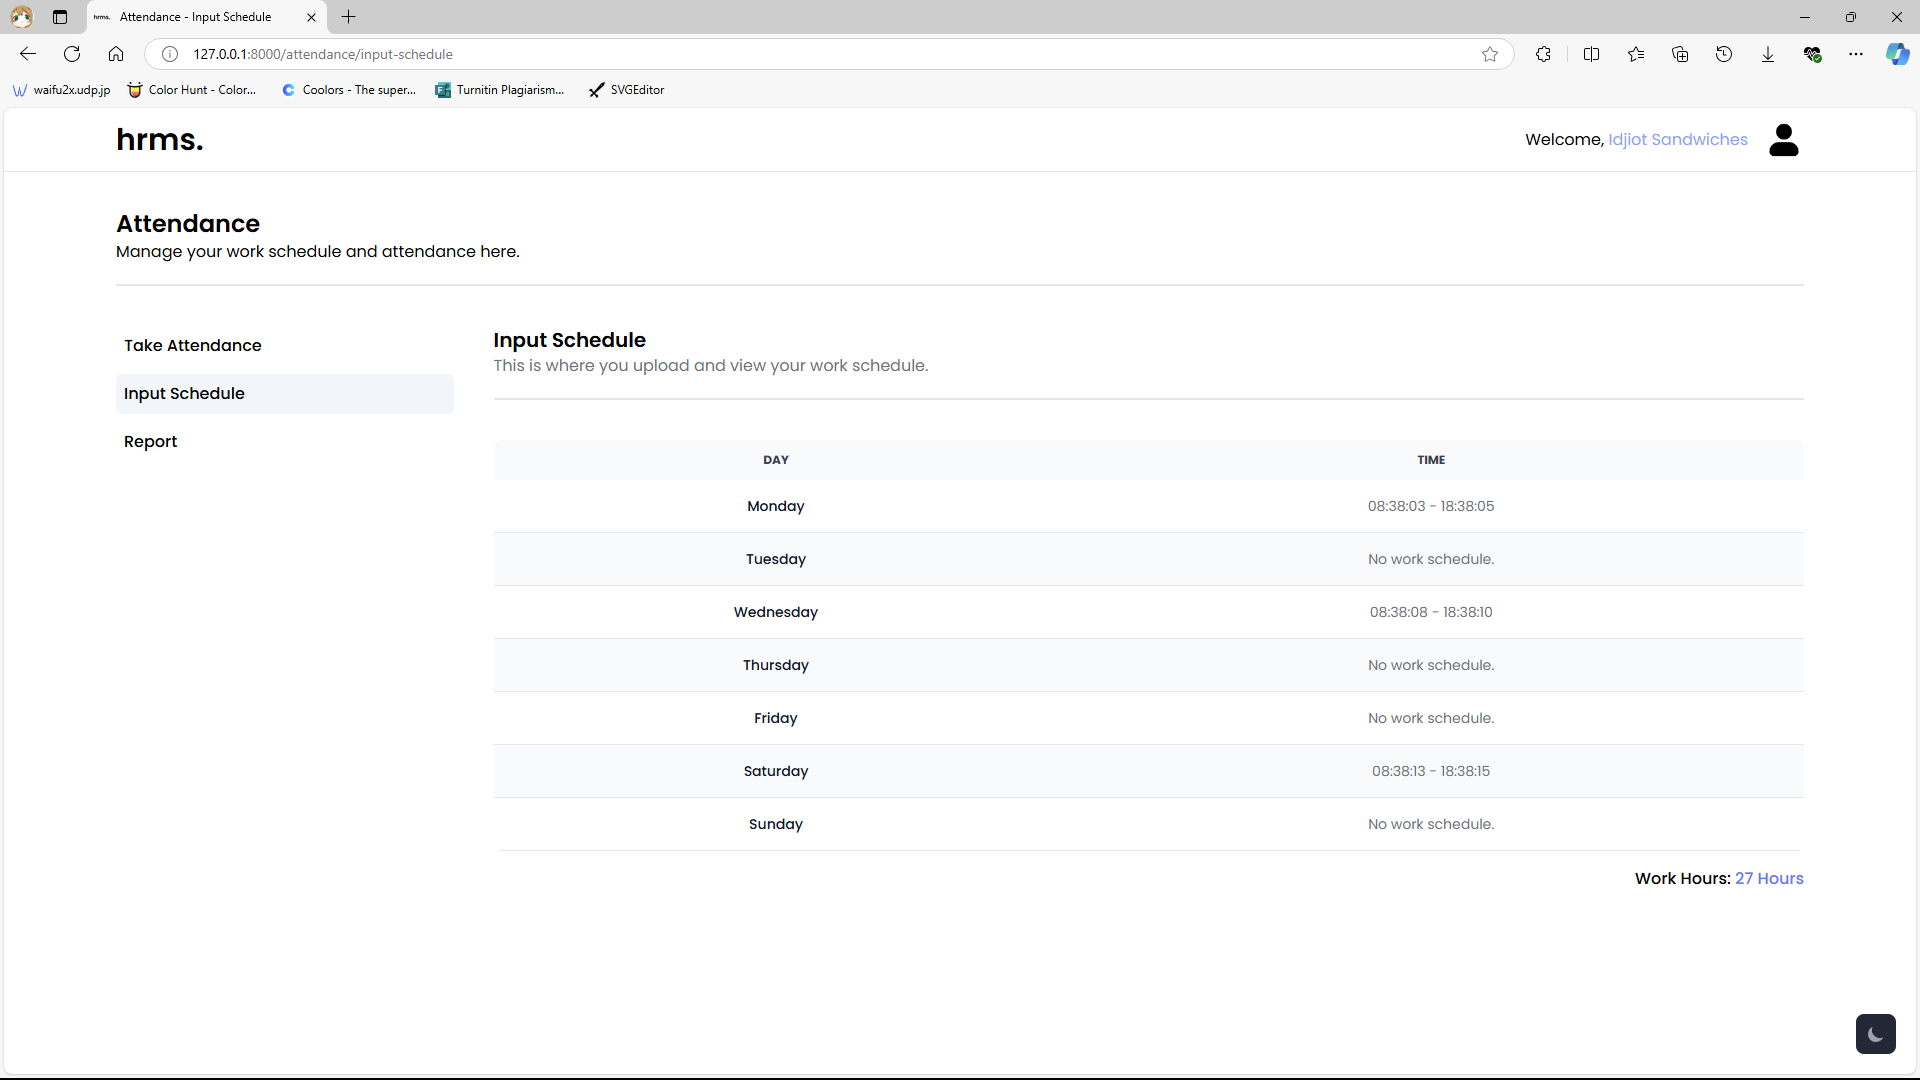 hrms. Attendance - Input Schedule
127.0.0.1:8000/attendance/input-schedule
waifu2x.udp.jp Color Hunt - Color... Coolors - The super... Turnitin Plagiarism... SVGEditor
hrms. Welcome, Idjiot Sandwiches
Attendance
Manage your work schedule and attendance here.
Take Attendance
Input Schedule
Report
Input Schedule
This is where you upload and view your work schedule.
DAY TIME
Monday 08:38:03 - 18:38:05
Tuesday No work schedule.
Wednesday 08:38:08 - 18:38:10
Thursday No work schedule.
Friday No work schedule.
Saturday 08:38:13 - 18:38:15
Sunday No work schedule.
Work Hours: 27 Hours